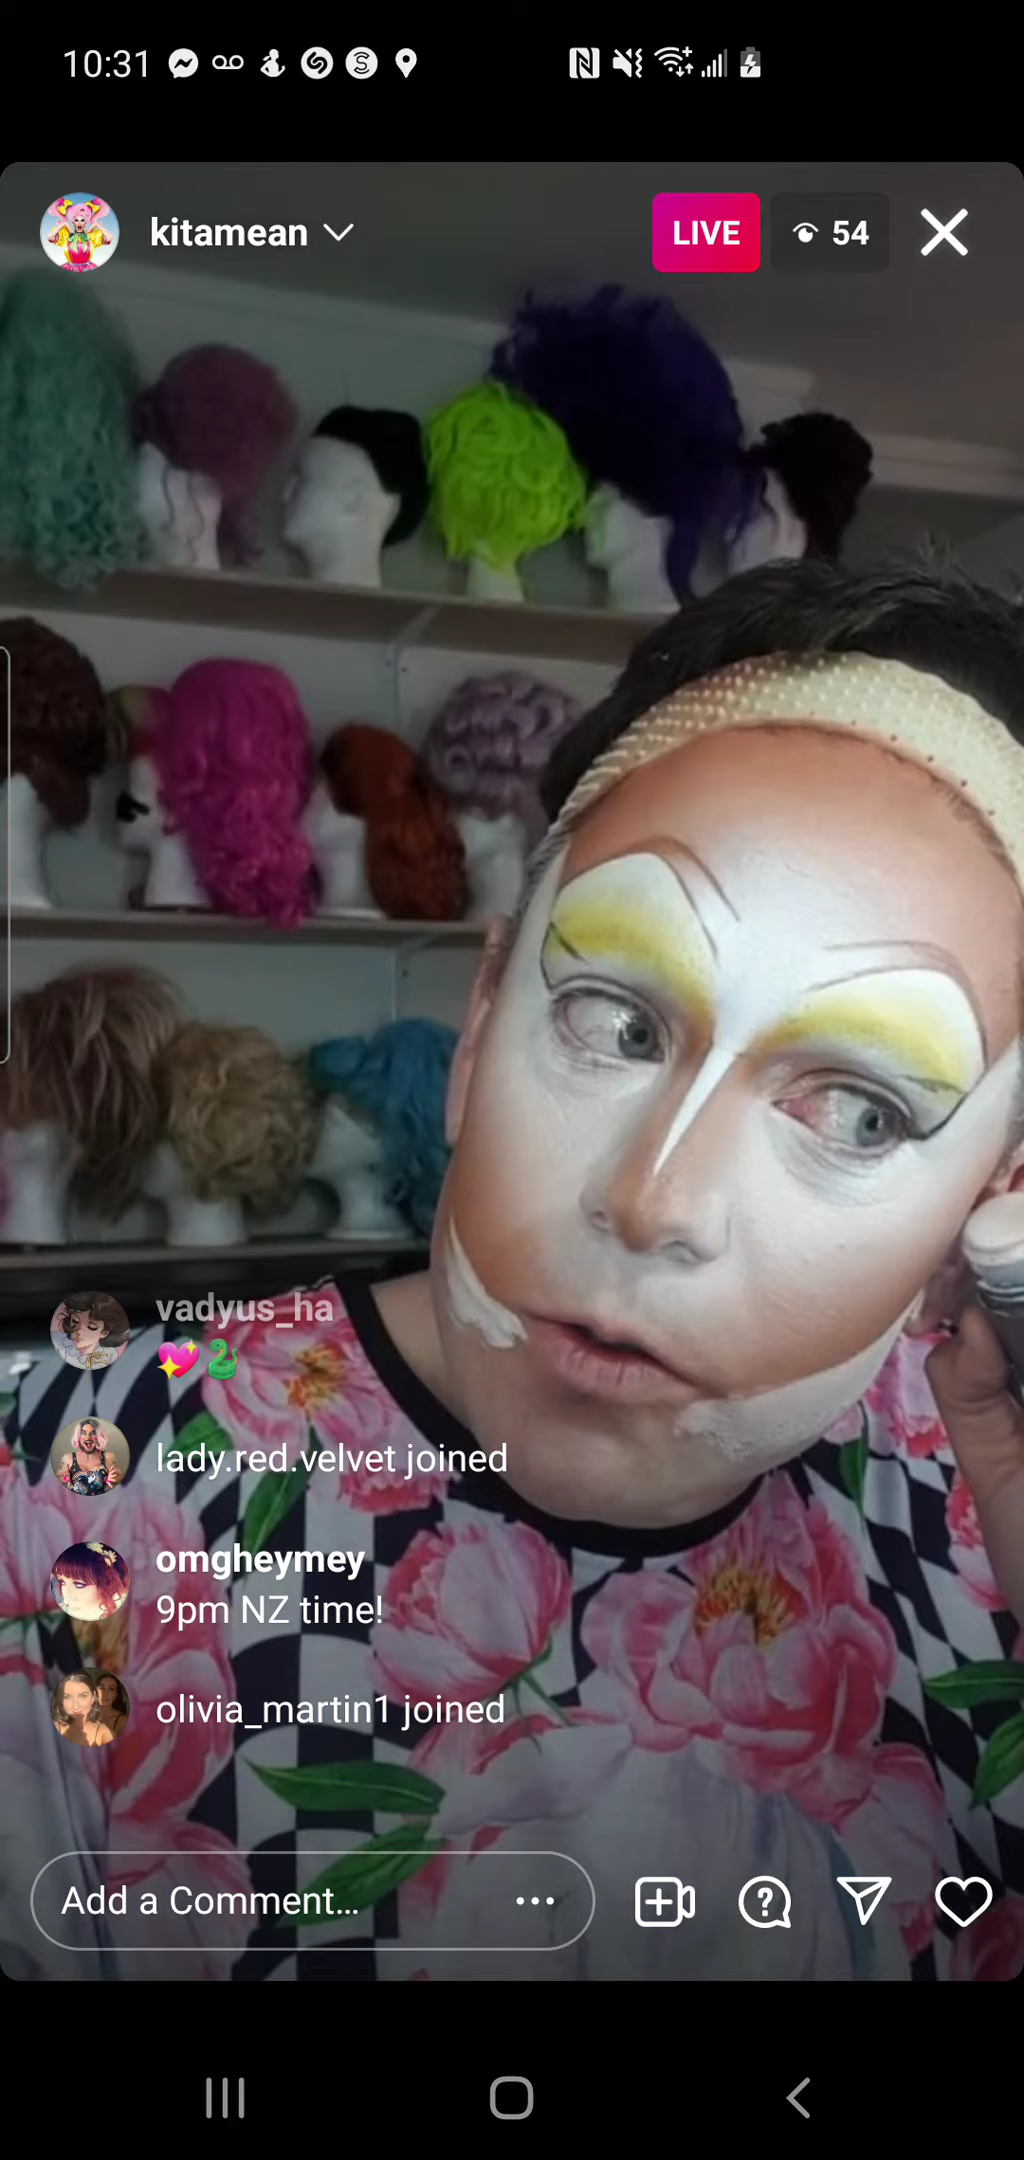 10:31
kitamean
LIVE
54
vadyus_ha
💖🐍
lady.red.velvet joined
omgheymey
9pm NZ time!
olivia_martin1 joined
Add a Comment...